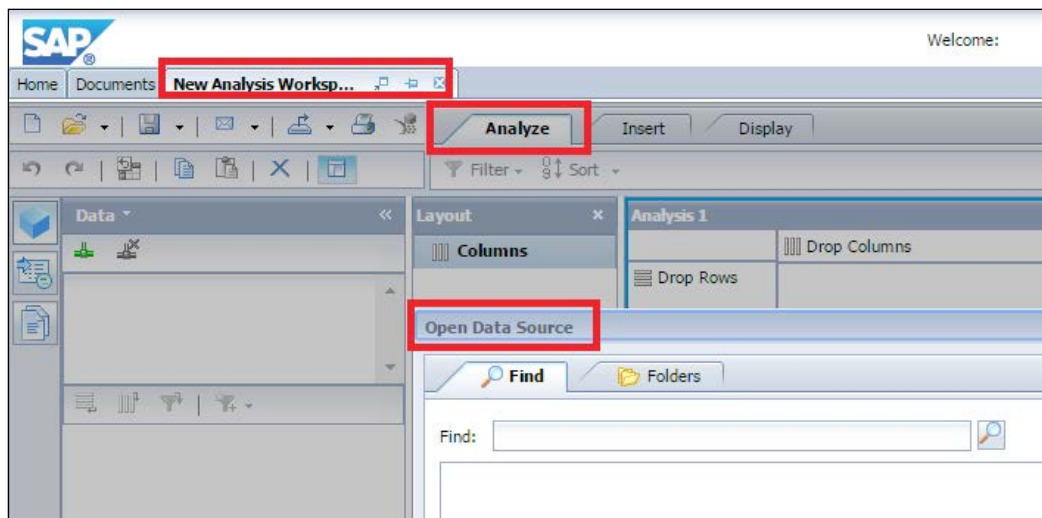 SAP®
Welcome:
Home Documents New Analysis Worksp...
Analyze Insert Display
Filter Sort
Data Layout Analysis 1
Columns Drop Columns
Drop Rows
Open Data Source
Find Folders
Find: